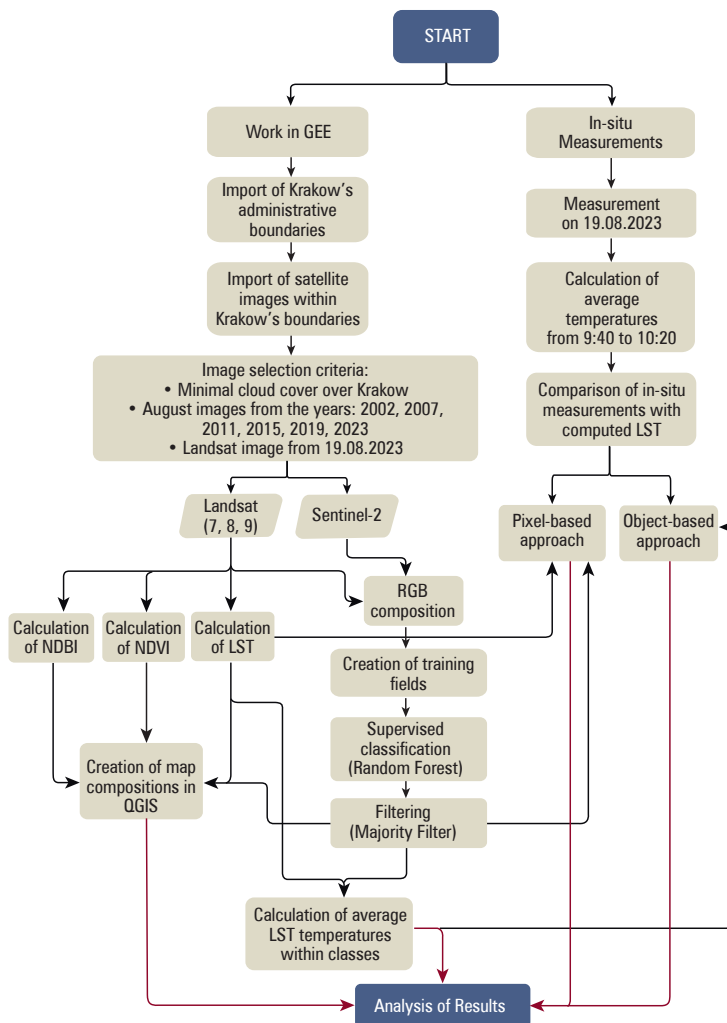 START
Work in GEE
Import of Krakow's
administrative
boundaries
Import of satellite
images within
Krakow's boundaries
Image selection criteria:
• Minimal cloud cover over Krakow
• August images from the years: 2002, 2007,
2011, 2015, 2019, 2023
• Landsat image from 19.08.2023
In-situ
Measurements
Measurement
on 19.08.2023
Calculation of
average
temperatures
from 9:40 to 10:20
Comparison of in-situ
measurements with
computed LST
Landsat
(7, 8, 9)
Sentinel-2
Pixel-based
approach
Object-based
approach
RGB
composition
Calculation
of NDBI
Calculation
of NDVI
Calculation
of LST
Creation of training
fields
Supervised
classification
(Random Forest)
Creation of map
compositions in
QGIS
Filtering
(Majority Filter)
Calculation of average
LST temperatures
within classes
Analysis of Results